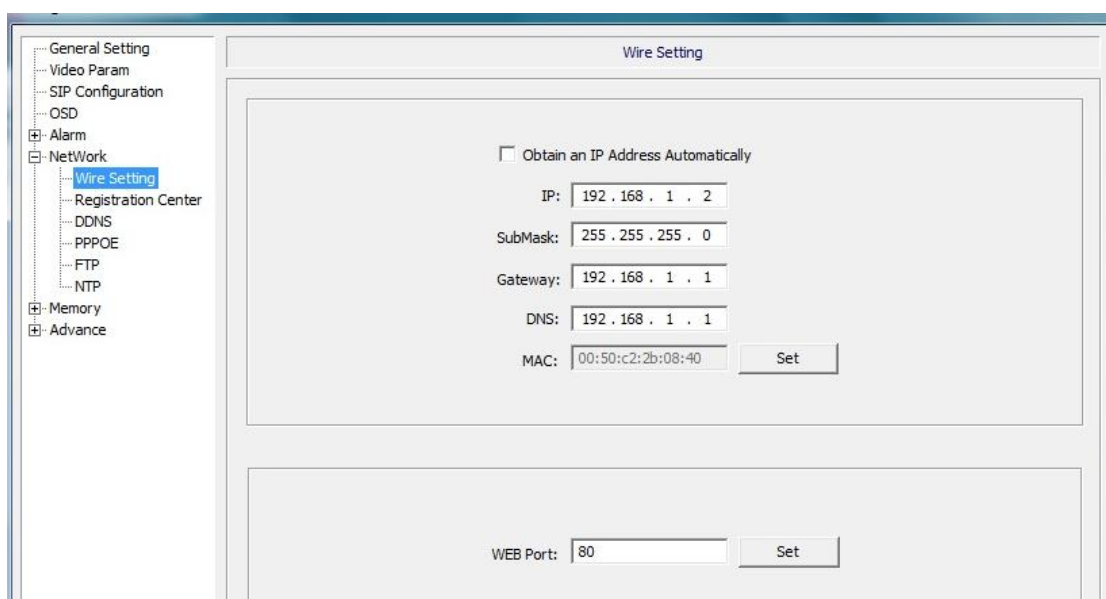 General Setting
Video Param
SIP Configuration
OSD
Alarm
NetWork
Wire Setting
Registration Center
DDNS
PPPOE
FTP
NTP
Memory
Advance
Wire Setting
Obtain an IP Address Automatically
IP: 192 . 168 . 1 . 2
SubMask: 255 . 255 . 255 . 0
Gateway: 192 . 168 . 1 . 1
DNS: 192 . 168 . 1 . 1
MAC: 00:50:c2:2b:08:40 Set
WEB Port: 80 Set